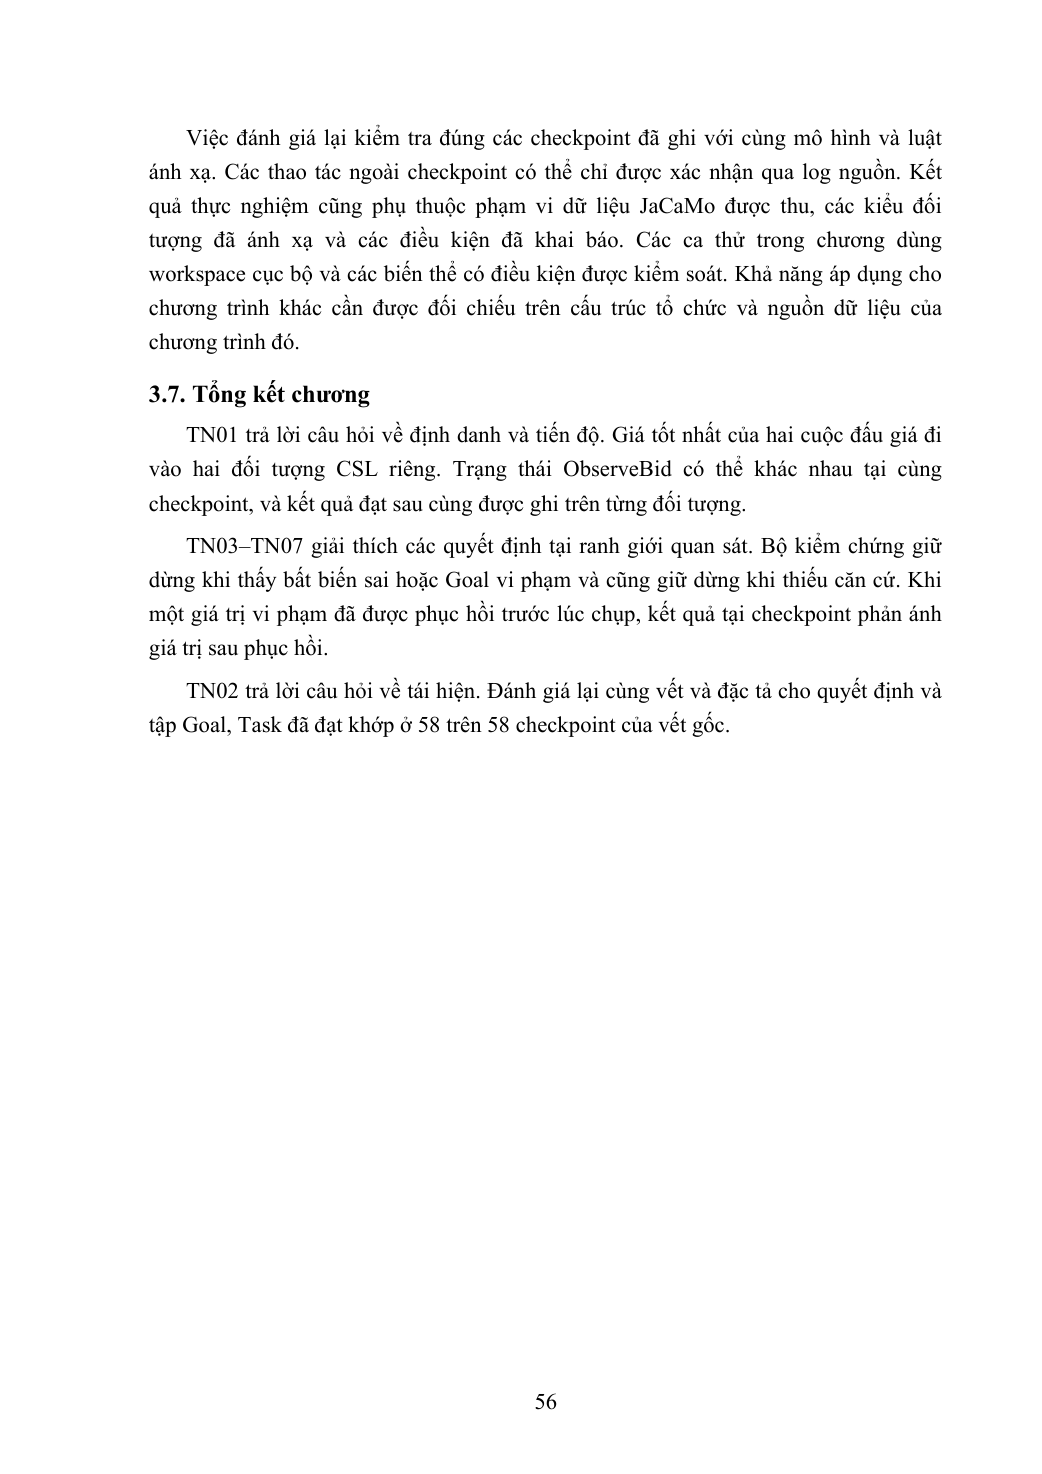 Việc đánh giá lại kiểm tra đúng các checkpoint đã ghi với cùng mô hình và luật
ánh xạ. Các thao tác ngoài checkpoint có thể chỉ được xác nhận qua log nguồn. Kết
quả thực nghiệm cũng phụ thuộc phạm vi dữ liệu JaCaMo được thu, các kiểu đối
tượng đã ánh xạ và các điều kiện đã khai báo. Các ca thử trong chương dùng
workspace cục bộ và các biến thể có điều kiện được kiểm soát. Khả năng áp dụng cho
chương trình khác cần được đối chiếu trên cấu trúc tổ chức và nguồn dữ liệu của
chương trình đó.
3.7. Tổng kết chương
TN01 trả lời câu hỏi về định danh và tiến độ. Giá tốt nhất của hai cuộc đấu giá đi
vào hai đối tượng CSL riêng. Trạng thái ObserveBid có thể khác nhau tại cùng
checkpoint, và kết quả đạt sau cùng được ghi trên từng đối tượng.
TN03–TN07 giải thích các quyết định tại ranh giới quan sát. Bộ kiểm chứng giữ
dừng khi thấy bất biến sai hoặc Goal vi phạm và cũng giữ dừng khi thiếu căn cứ. Khi
một giá trị vi phạm đã được phục hồi trước lúc chụp, kết quả tại checkpoint phản ánh
giá trị sau phục hồi.
TN02 trả lời câu hỏi về tái hiện. Đánh giá lại cùng vết và đặc tả cho quyết định và
tập Goal, Task đã đạt khớp ở 58 trên 58 checkpoint của vết gốc.
56